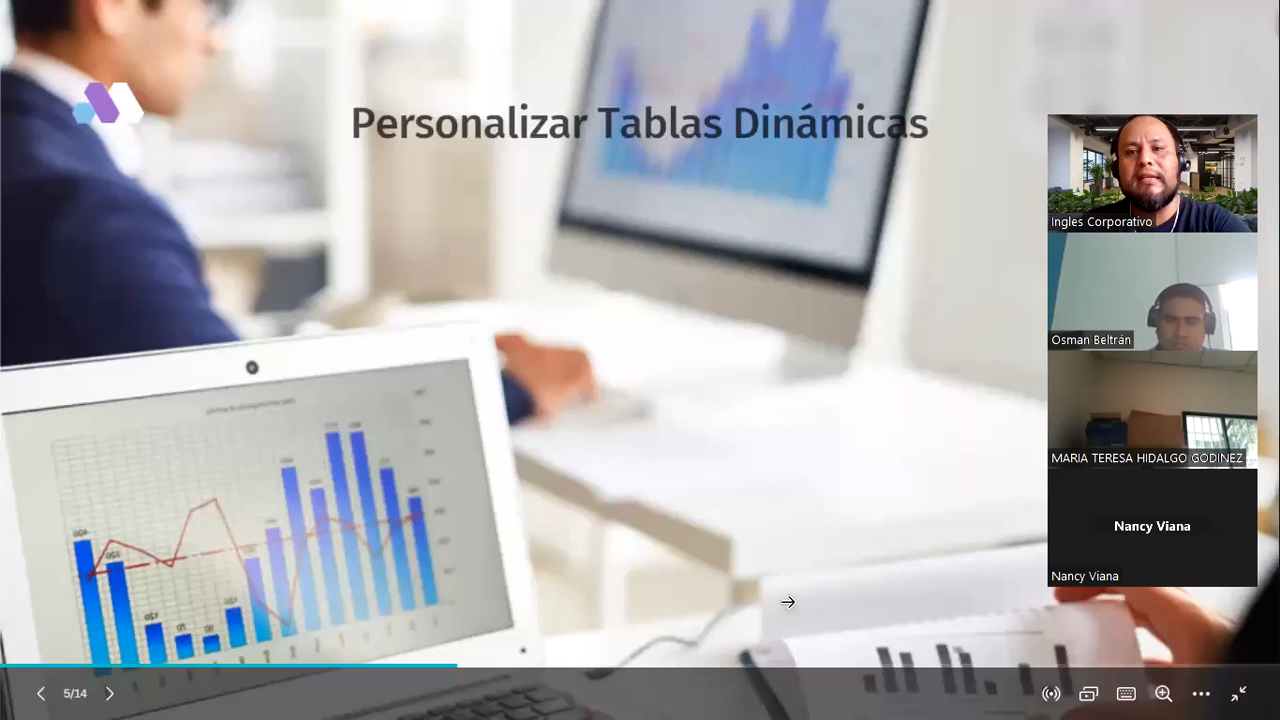 Personalizar Tablas Dinámicas
Ingles Corporativo
Osman Beltrán
MARIA TERESA HIDALGO GODINEZ
Nancy Viana
Nancy Viana
5/14